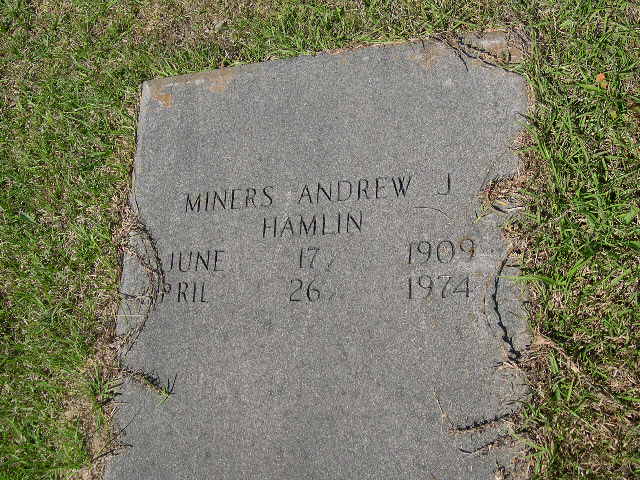 MINERS ANDREW J
HAMLIN
JUNE 17, 1909
PRIL 26, 1974